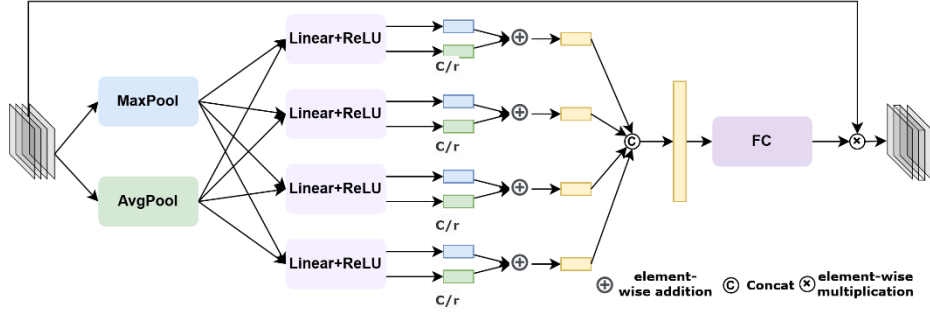 Linear+ReLU
C/r
MaxPool
Linear+ReLU
C/r
C
FC
AvgPool
Linear+ReLU
C/r
Linear+ReLU
C/r
element-
wise addition
C
Concat
element-wise
multiplication